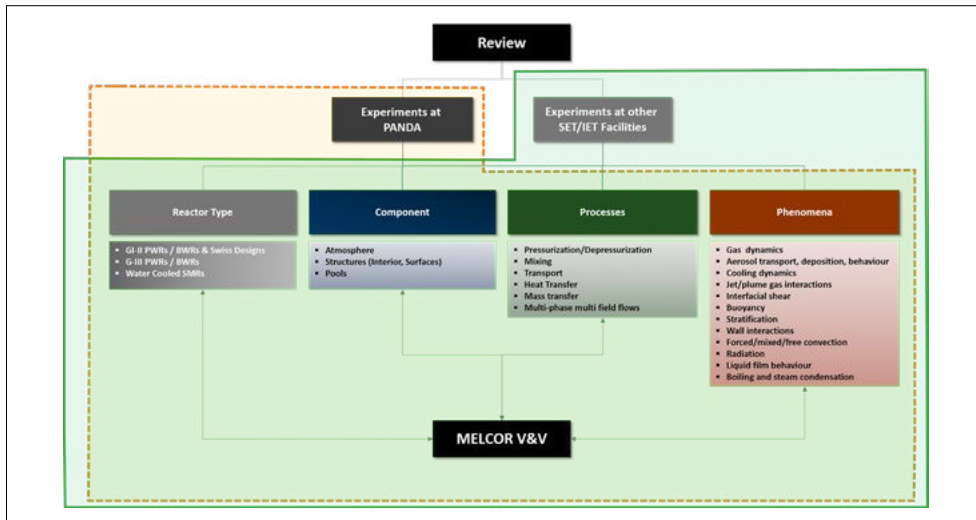 Review
Experiments at
PANDA
Experiments at other
SET/IET Facilities
Reactor Type
Component
Processes
Phenomena
▪ GI-II PWRs / BWRs & Swiss Designs
▪ G-III PWRs / BWRs
▪ Water Cooled SMRs
▪ Atmosphere
▪ Structures (Interior, Surfaces)
▪ Pools
▪ Pressurization/Depressurization
▪ Mixing
▪ Transport
▪ Heat Transfer
▪ Mass transfer
▪ Multi-phase multi field flows
▪ Gas dynamics
▪ Aerosol transport, deposition, behaviour
▪ Cooling dynamics
▪ Jet/plume gas interactions
▪ Interfacial shear
▪ Buoyancy
▪ Stratification
▪ Wall interactions
▪ Forced/mixed/free convection
▪ Radiation
▪ Liquid film behaviour
▪ Boiling and steam condensation
MELCOR V&V